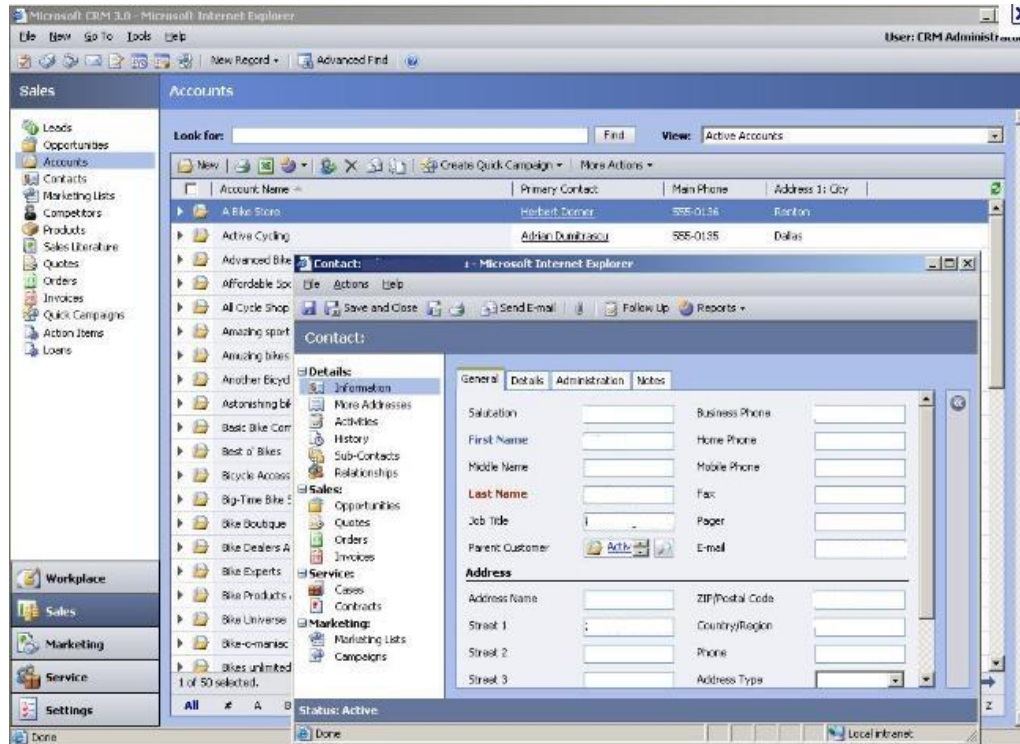 Microsoft CRM 3.0 - Microsoft Internet Explorer
File New Go To Tools Help
User: CRM Administrator
New Record Advanced Find
Sales
Accounts
Leads
Opportunities
Accounts
Contacts
Marketing Lists
Competitors
Products
Sales Literature
Quotes
Orders
Invoices
Quick Campaigns
Action Items
Loans
Workplace
Sales
Marketing
Service
Settings
Look for: Find View: Active Accounts
New Create Quick Campaign More Actions
Account Name Primary Contact Main Phone Address 1: City
A Bike Store Herbert Dorner 555-0136 Renton
Active Cycling Adrian Dumitrascu 555-0135 Dallas
Advanced Bike
Affordable Spo
All Cycle Shop
Amazing sport
Amuzing bikes
Another Bicycl
Astonishing bik
Basic Bike Com
Best o' Bikes
Bicycle Access
Big-Time Bike S
Bike Boutique
Bike Dealers A
Bike Experts
Bike Products
Bike Universe
Bike-o-maniac
Bikes unlimited
1 of 50 selected.
All # A B Z
Done
Contact: - Microsoft Internet Explorer
File Actions Help
Save and Close Send E-mail Follow Up Reports
Contact:
Details:
Information
More Addresses
Activities
History
Sub-Contacts
Relationships
Sales:
Opportunities
Quotes
Orders
Invoices
Service:
Cases
Contracts
Marketing:
Marketing Lists
Campaigns
General Details Administration Notes
Salutation Business Phone
First Name Home Phone
Middle Name Mobile Phone
Last Name Fax
Job Title Pager
Parent Customer Activ E-mail
Address
Address Name ZIP/Postal Code
Street 1 Country/Region
Street 2 Phone
Street 3 Address Type
Status: Active
Done Local intranet